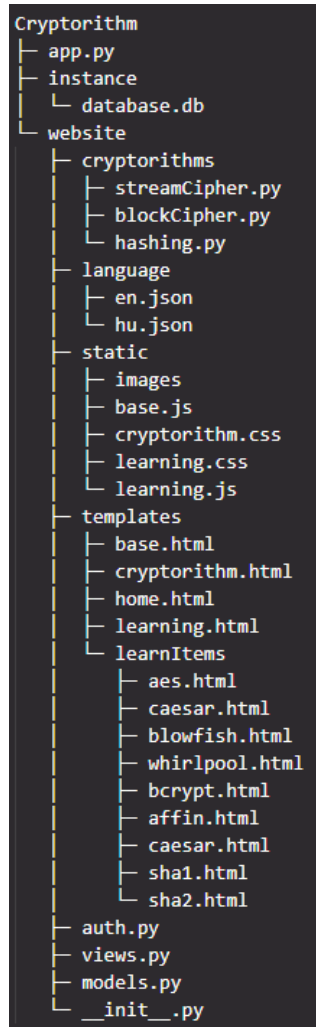 Cryptorithm
├─ app.py
├─ instance
│  └─ database.db
└─ website
   ├─ cryptorithms
   │  ├─ streamCipher.py
   │  ├─ blockCipher.py
   │  └─ hashing.py
   ├─ language
   │  ├─ en.json
   │  └─ hu.json
   ├─ static
   │  ├─ images
   │  ├─ base.js
   │  ├─ cryptorithm.css
   │  ├─ learning.css
   │  └─ learning.js
   ├─ templates
   │  ├─ base.html
   │  ├─ cryptorithm.html
   │  ├─ home.html
   │  ├─ learning.html
   │  └─ learnItems
   │     ├─ aes.html
   │     ├─ caesar.html
   │     ├─ blowfish.html
   │     ├─ whirlpool.html
   │     ├─ bcrypt.html
   │     ├─ affin.html
   │     ├─ caesar.html
   │     ├─ sha1.html
   │     └─ sha2.html
   ├─ auth.py
   ├─ views.py
   ├─ models.py
   └─ __init__.py